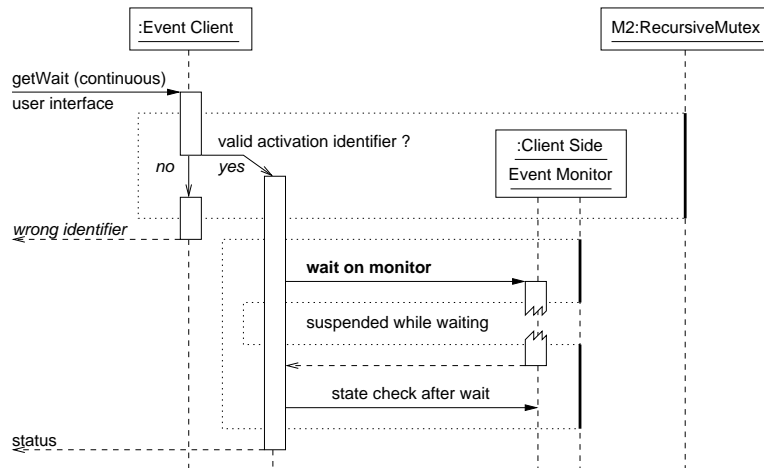 :Event Client
M2:RecursiveMutex
getWait (continuous)
user interface
valid activation identifier ?
no
yes
:Client Side
Event Monitor
wrong identifier
wait on monitor
suspended while waiting
state check after wait
status